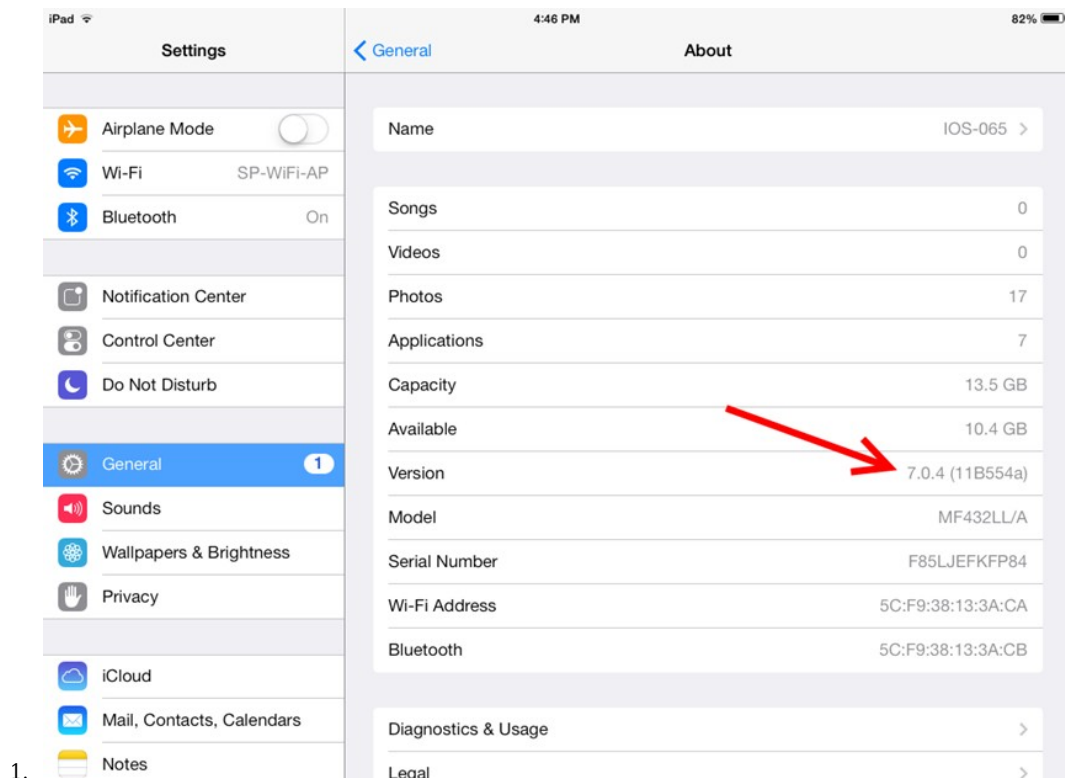 iPad 4:46 PM 82%
Settings
General About
Airplane Mode
Wi-Fi SP-WiFi-AP
Bluetooth On
Notification Center
Control Center
Do Not Disturb
General 1
Sounds
Wallpapers & Brightness
Privacy
iCloud
Mail, Contacts, Calendars
1. Notes
Name IOS-065
Songs 0
Videos 0
Photos 17
Applications 7
Capacity 13.5 GB
Available 10.4 GB
Version 7.0.4 (11B554a)
Model MF432LL/A
Serial Number F85LJEFKFP84
Wi-Fi Address 5C:F9:38:13:3A:CA
Bluetooth 5C:F9:38:13:3A:CB
Diagnostics & Usage
Legal